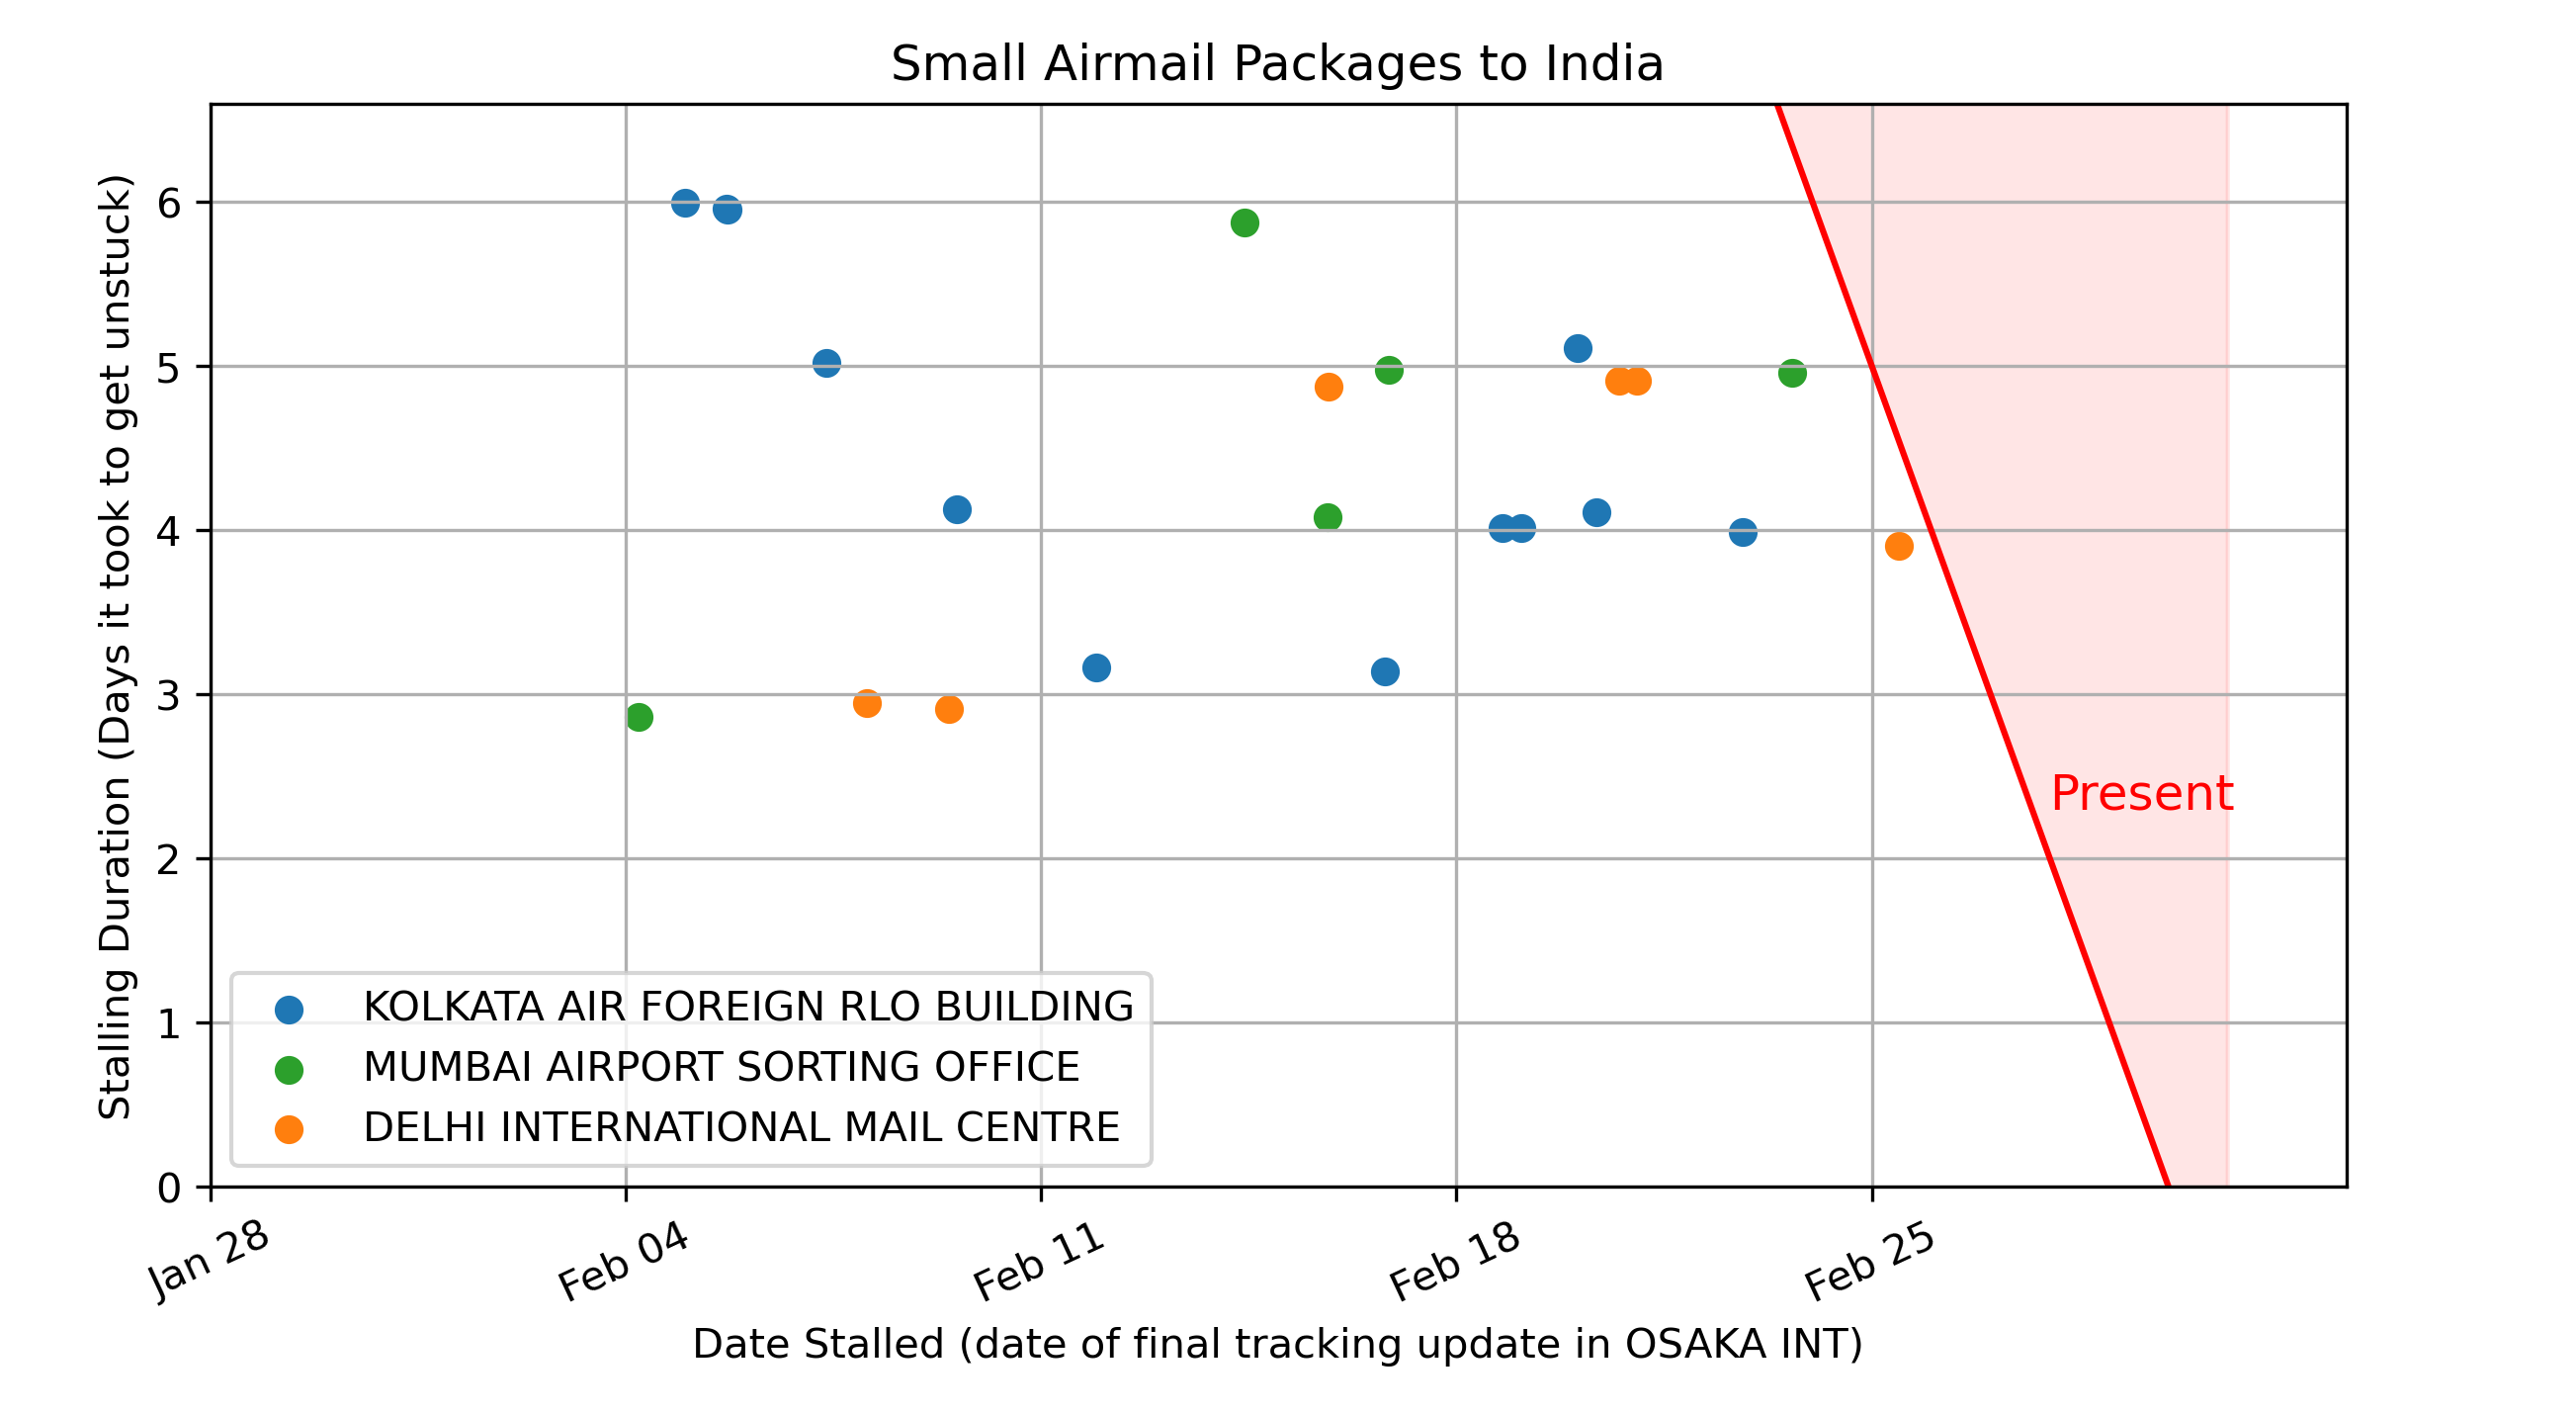 Small Airmail Packages to India
Stalling Duration (Days it took to get unstuck)
6
5
4
3
2
1
0
Present
KOLKATA AIR FOREIGN RLO BUILDING
MUMBAI AIRPORT SORTING OFFICE
DELHI INTERNATIONAL MAIL CENTRE
Jan 28
Feb 04
Feb 11
Feb 18
Feb 25
Date Stalled (date of final tracking update in OSAKA INT)